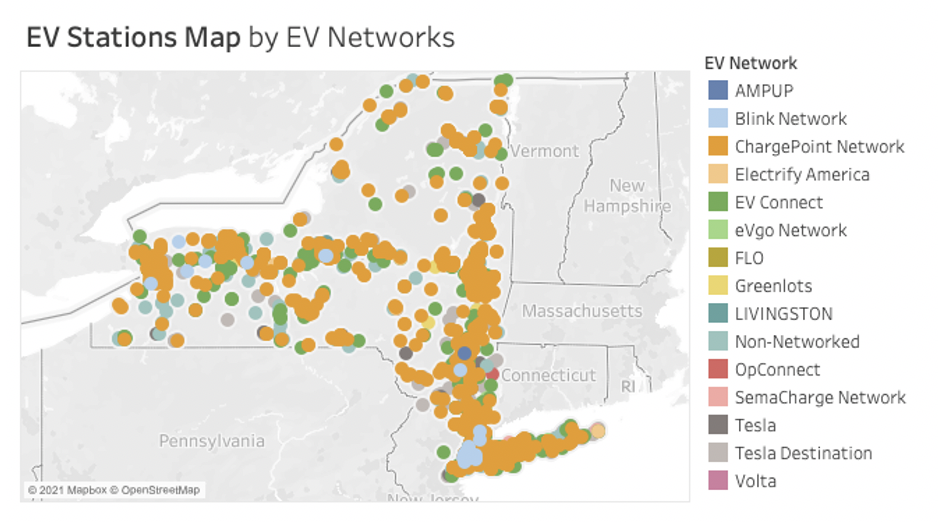 EV Stations Map by EV Networks
EV Network
AMPUP
Blink Network
ChargePoint Network
Electrify America
EV Connect
eVgo Network
FLO
Greenlots
LIVINGSTON
Non-Networked
OpConnect
SemaCharge Network
Tesla
Tesla Destination
Volta
Vermont
New
Hampshire
Massachusetts
Connecticut
RI
Pennsylvania
New Jersey
© 2021 Mapbox © OpenStreetMap